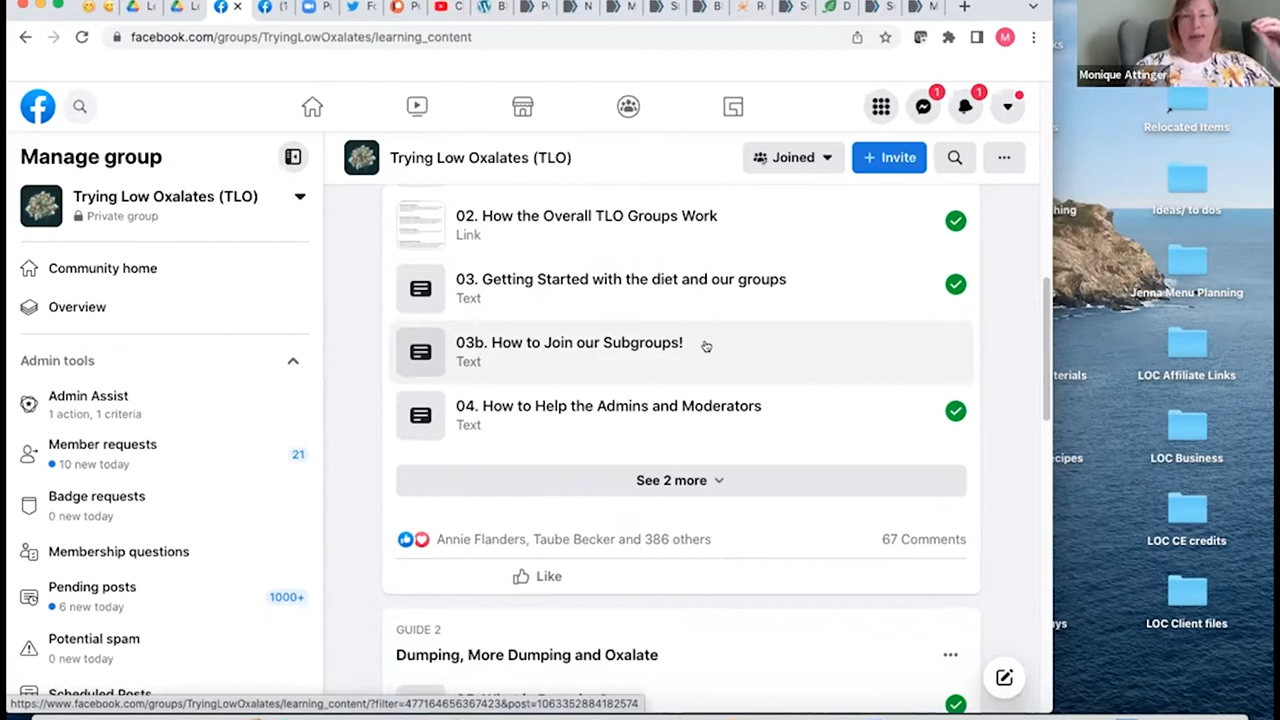 facebook.com/groups/TryingLowOxalates/learning_content
Monique Attinger
Relocated Items
Manage group
Trying Low Oxalates (TLO)
Joined
+ Invite
Trying Low Oxalates (TLO)
Private group
02. How the Overall TLO Groups Work
Link
Ideas/ to dos
Community home
03. Getting Started with the diet and our groups
Text
Jenna Menu Planning
Overview
03b. How to Join our Subgroups!
Text
Admin tools
LOC Affiliate Links
Admin Assist
1 action, 1 criteria
04. How to Help the Admins and Moderators
Text
Member requests
10 new today
21
LOC Business
See 2 more
Badge requests
0 new today
Annie Flanders, Taube Becker and 386 others
67 Comments
LOC CE credits
Membership questions
Like
Pending posts
6 new today
1000+
GUIDE 2
LOC Client files
Potential spam
0 new today
Dumping, More Dumping and Oxalate
Scheduled Posts
https://www.facebook.com/groups/TryingLowOxalates/learning_content/?filter=477164656367423&post=1063352884182574